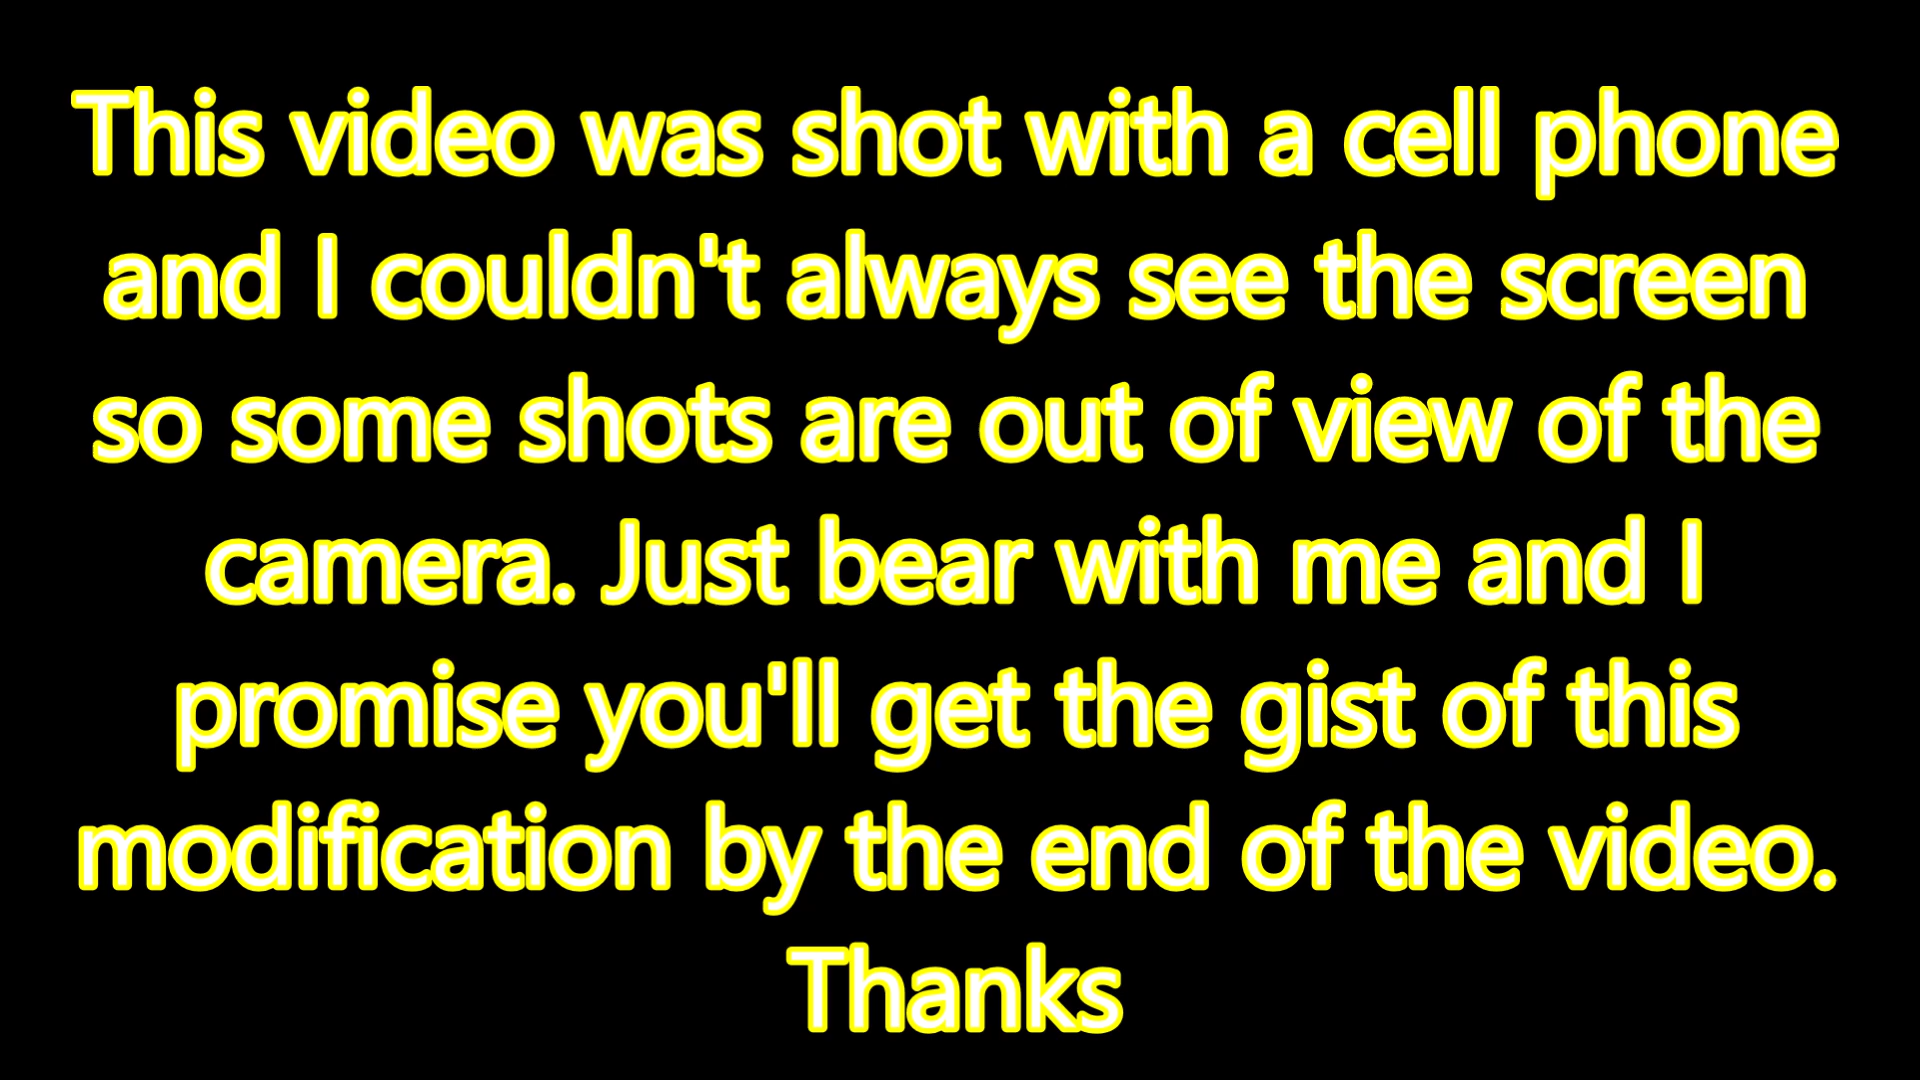 This video was shot with a cell phone
and I couldn't always see the screen
so some shots are out of view of the
camera. Just bear with me and I
promise you'll get the gist of this
modification by the end of the video.
Thanks